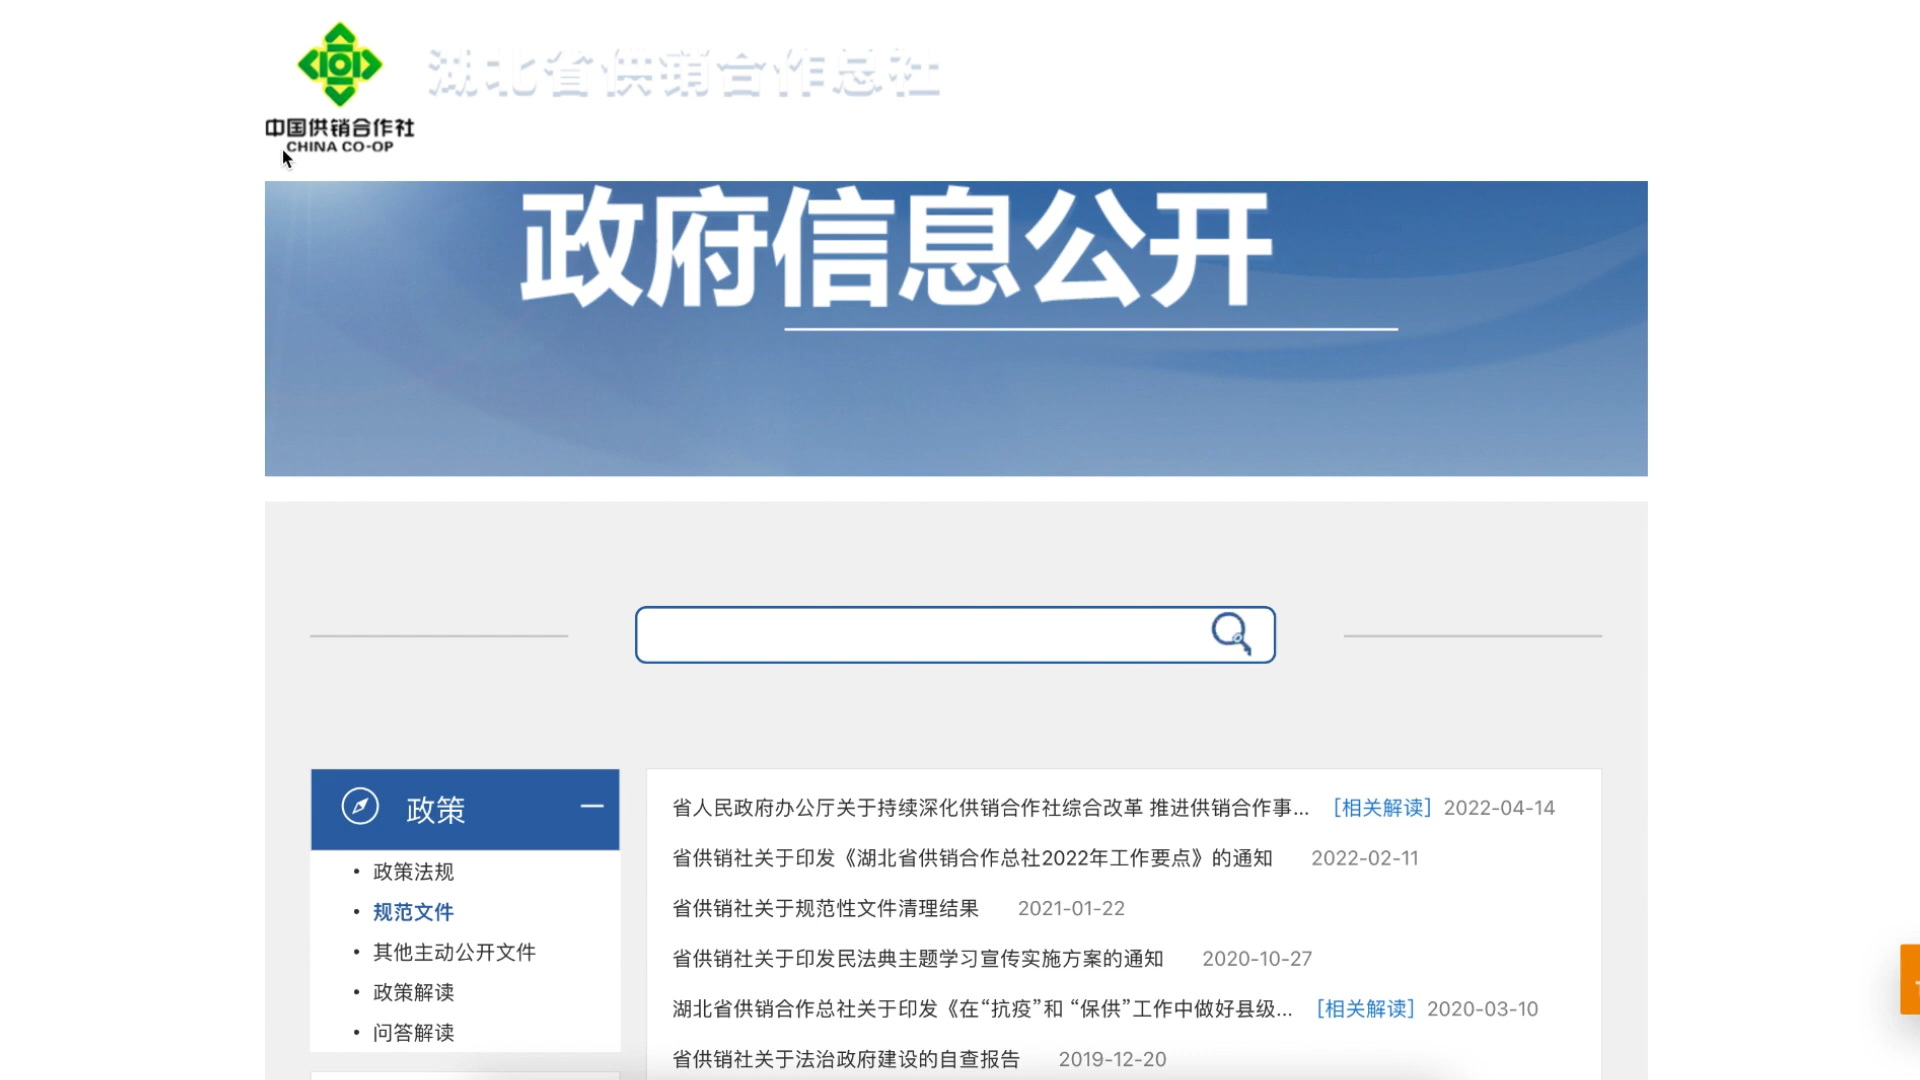 湖北省供销合作总社
中国供销合作社
CHINA CO-OP
政府信息公开
政策
• 政策法规
• 规范文件
• 其他主动公开文件
• 政策解读
• 问答解读
省人民政府办公厅关于持续深化供销合作社综合改革 推进供销合作事... [相关解读] 2022-04-14
省供销社关于印发《湖北省供销合作总社2022年工作要点》的通知 2022-02-11
省供销社关于规范性文件清理结果 2021-01-22
省供销社关于印发民法典主题学习宣传实施方案的通知 2020-10-27
湖北省供销合作总社关于印发《在“抗疫”和 “保供”工作中做好县级... [相关解读] 2020-03-10
省供销社关于法治政府建设的自查报告 2019-12-20